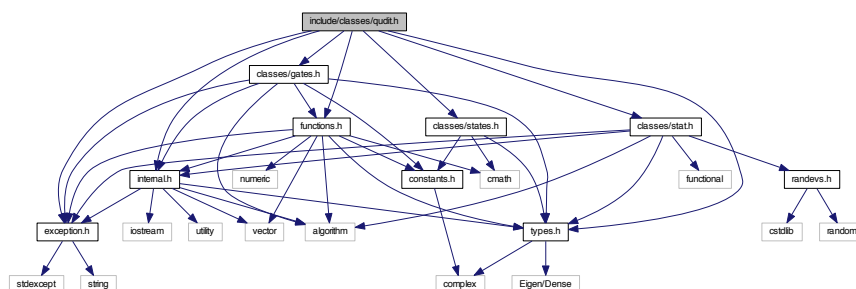 include/classes/qudit.h
classes/gates.h
functions.h
classes/states.h
classes/stat.h
internal.h
numeric
constants.h
cmath
functional
randevs.h
exception.h
iostream
utility
vector
algorithm
types.h
cstdlib
random
stdexcept
string
complex
Eigen/Dense